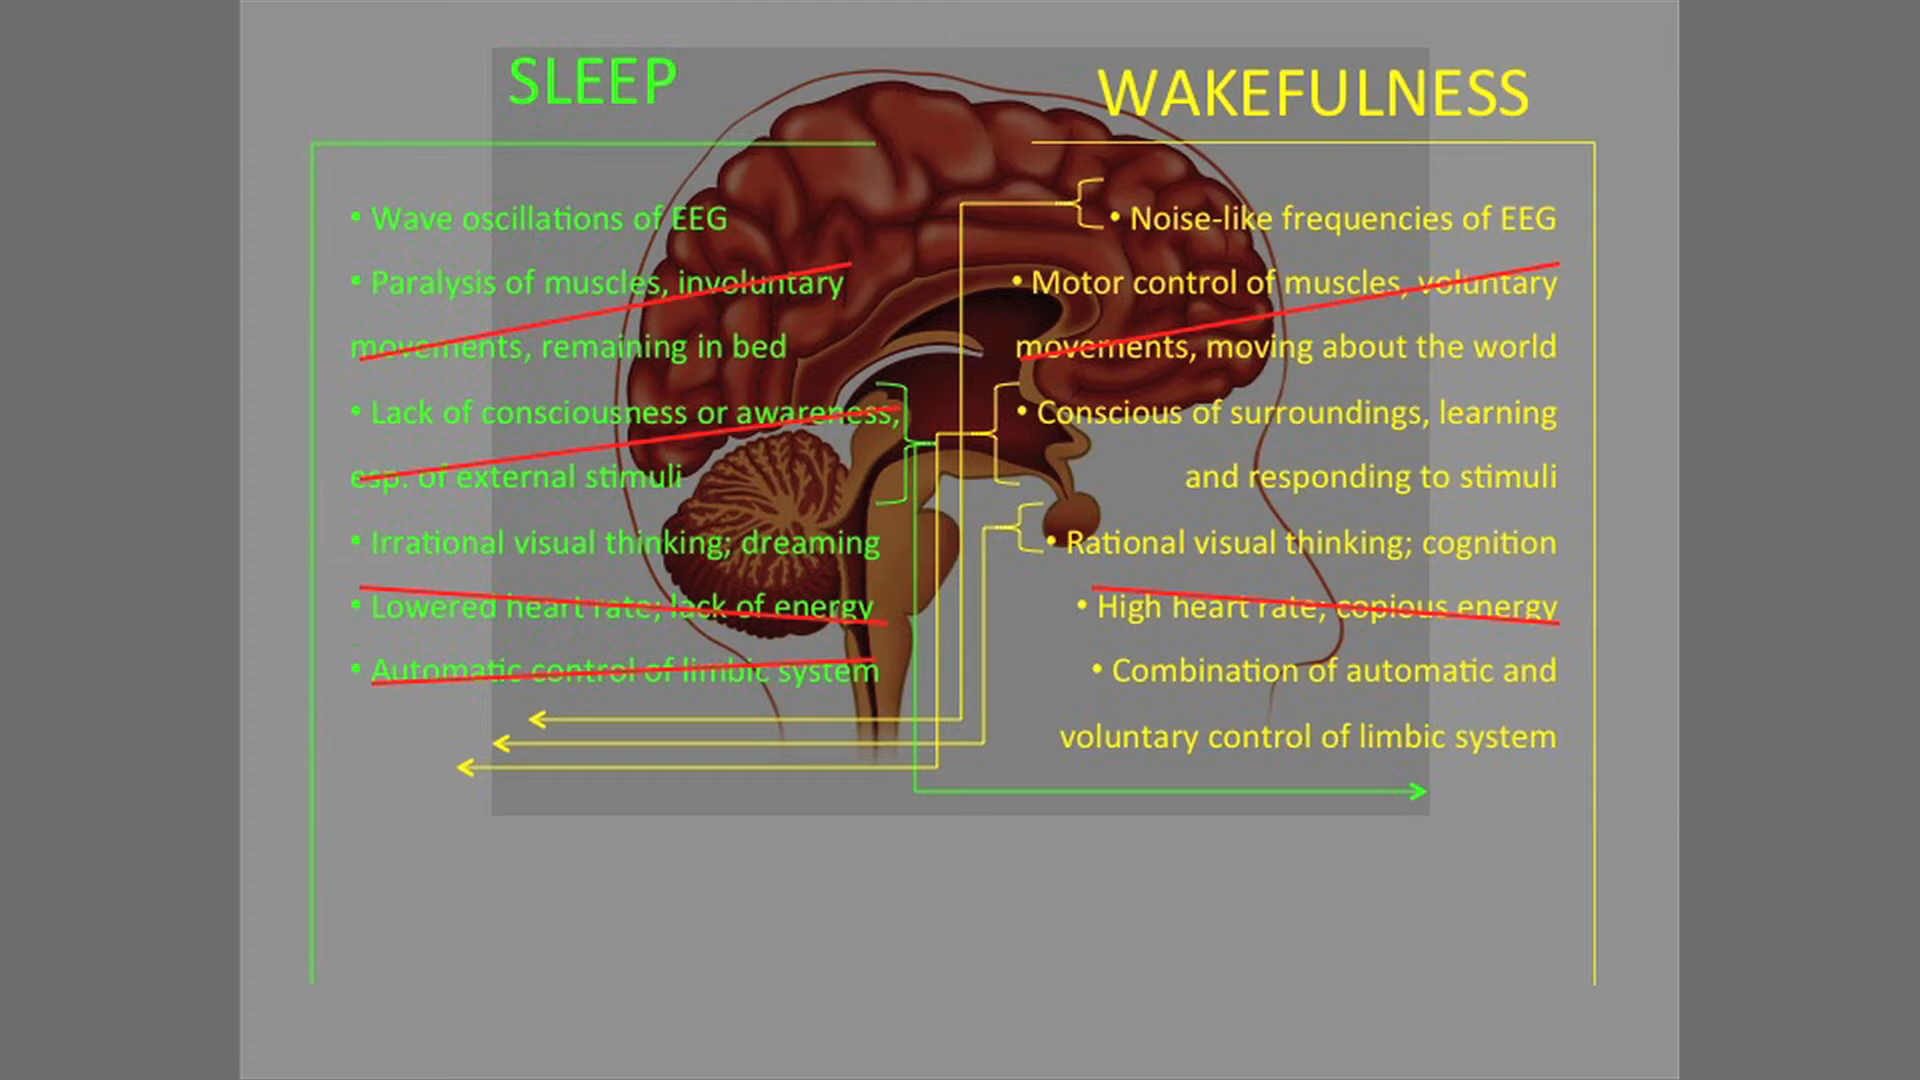 SLEEP
• Wave oscillations of EEG
• Paralysis of muscles, involuntary
movements, remaining in bed
• Lack of consciousness or awareness,
esp. of external stimuli
• Irrational visual thinking; dreaming
• Lowered heart rate; lack of energy
• Automatic control of limbic system
WAKEFULNESS
• Noise-like frequencies of EEG
• Motor control of muscles, voluntary
movements, moving about the world
• Conscious of surroundings, learning
and responding to stimuli
• Rational visual thinking; cognition
• High heart rate; copious energy
• Combination of automatic and
voluntary control of limbic system